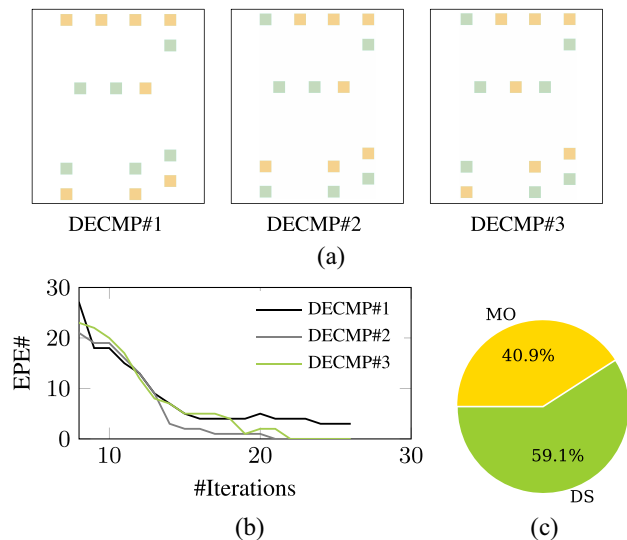 DECMP#1 DECMP#2 DECMP#3
(a)
30
20
10
0
EPE#
DECMP#1
DECMP#2
DECMP#3
10 20 30
#Iterations
(b)
MO
40.9%
59.1%
DS
(c)